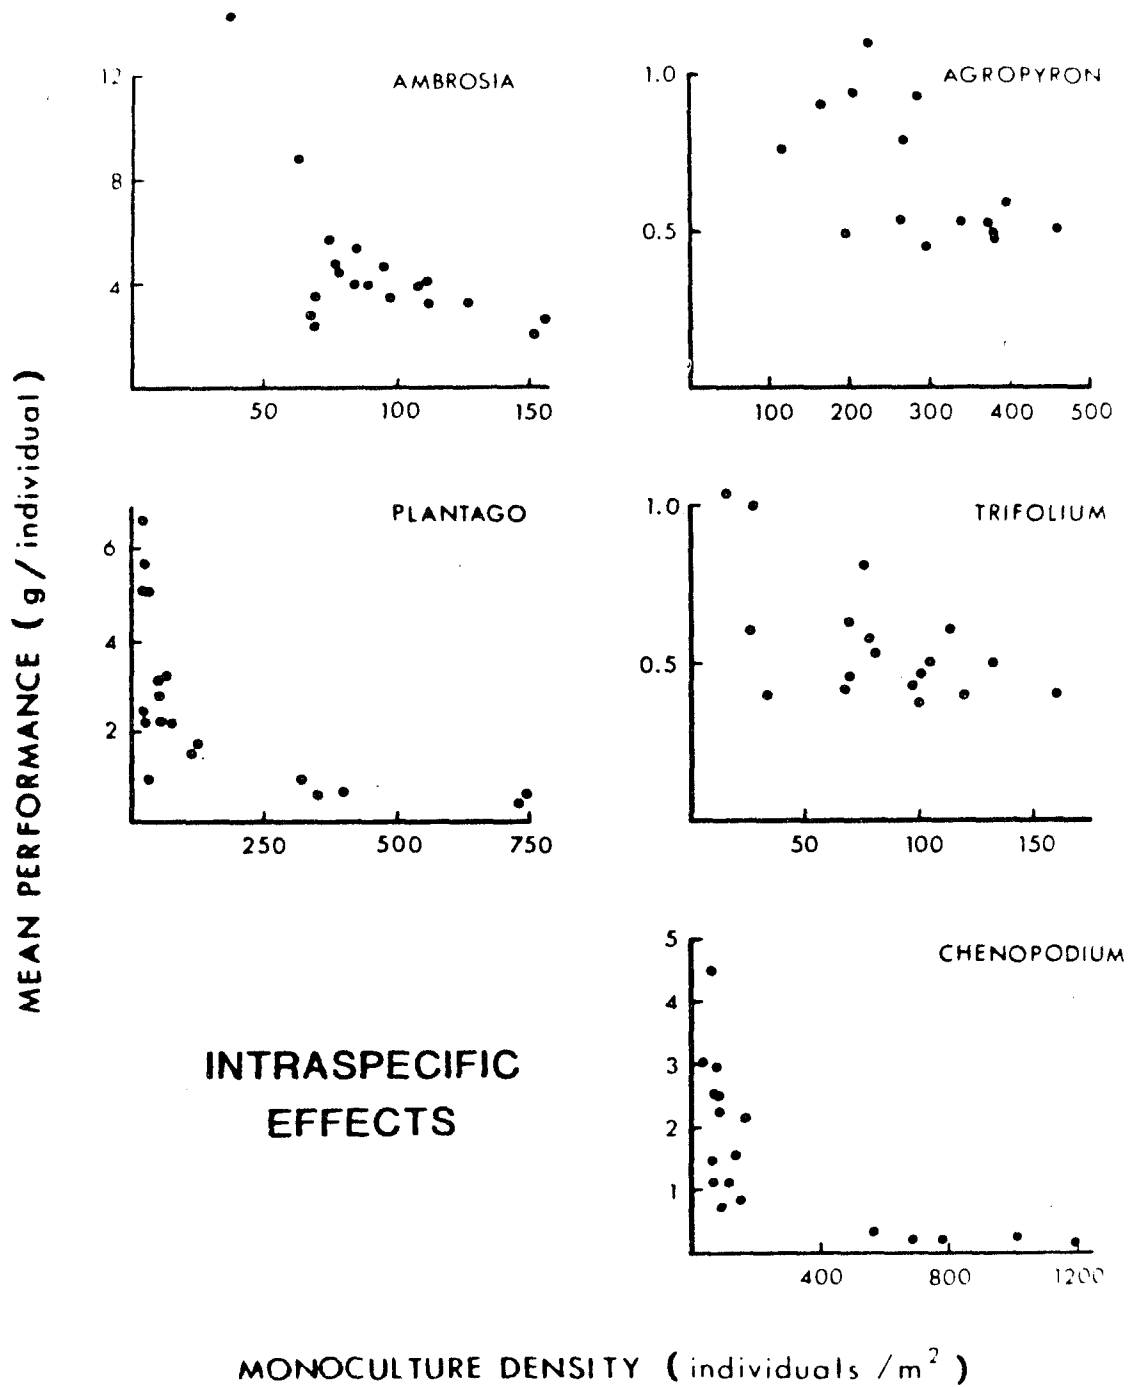 12
8
4
AMBROSIA
50 100 150
1.0
0.5
AGROPYRON
100 200 300 400 500
6
4
2
PLANTAGO
250 500 750
1.0
0.5
TRIFOLIUM
50 100 150
5
4
3
2
1
CHENOPODIUM
400 800 1200
MEAN PERFORMANCE ( g / individual )
INTRASPECIFIC
EFFECTS
MONOCULTURE DENSITY ( individuals /m² )